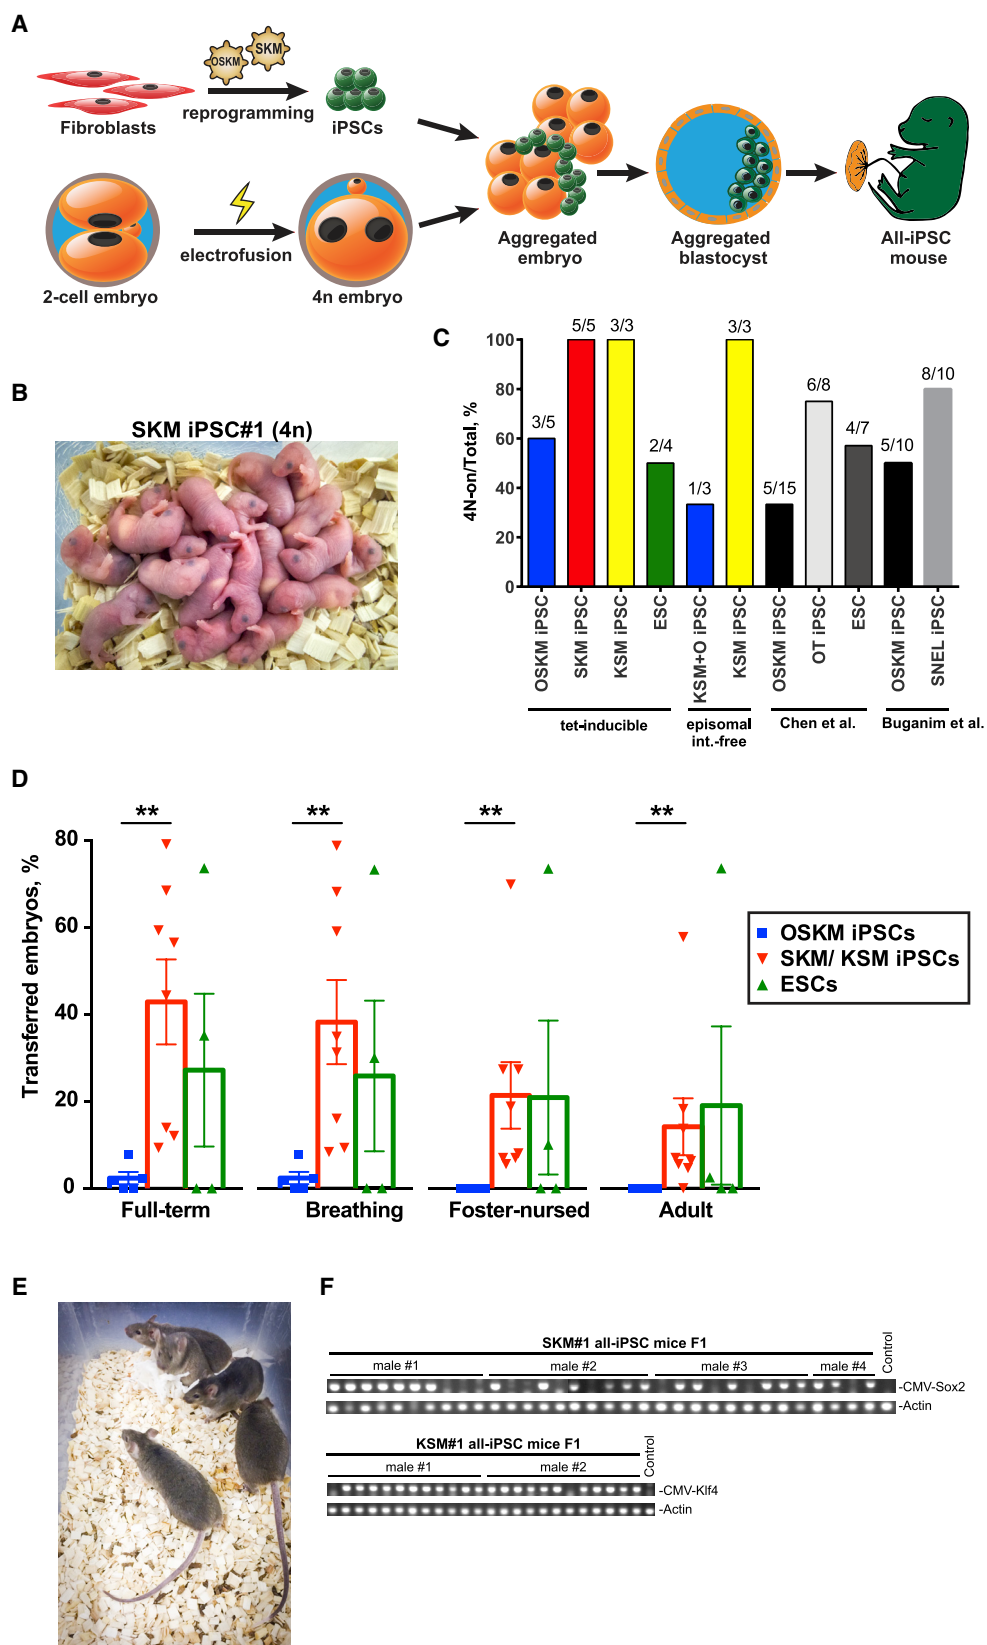 A
OSKM
SKM
reprogramming
Fibroblasts
iPSCs
electrofusion
2-cell embryo
4n embryo
Aggregated
embryo
Aggregated
blastocyst
All-iPSC
mouse
B
SKM iPSC#1 (4n)
C
4N-on/Total, %
100
80
60
40
20
0
3/5
5/5
3/3
2/4
1/3
3/3
5/15
6/8
4/7
5/10
8/10
OSKM iPSC
SKM iPSC
KSM iPSC
ESC
KSM+O iPSC
KSM iPSC
OSKM iPSC
OT iPSC
ESC
OSKM iPSC
SNEL iPSC
tet-inducible
episomal
int.-free
Chen et al.
Buganim et al.
D
Transferred embryos, %
80
60
40
20
0
**
**
**
**
Full-term
Breathing
Foster-nursed
Adult
OSKM iPSCs
SKM/ KSM iPSCs
ESCs
E
F
SKM#1 all-iPSC mice F1
male #1
male #2
male #3
male #4
Control
-CMV-Sox2
-Actin
KSM#1 all-iPSC mice F1
male #1
male #2
Control
-CMV-Klf4
-Actin